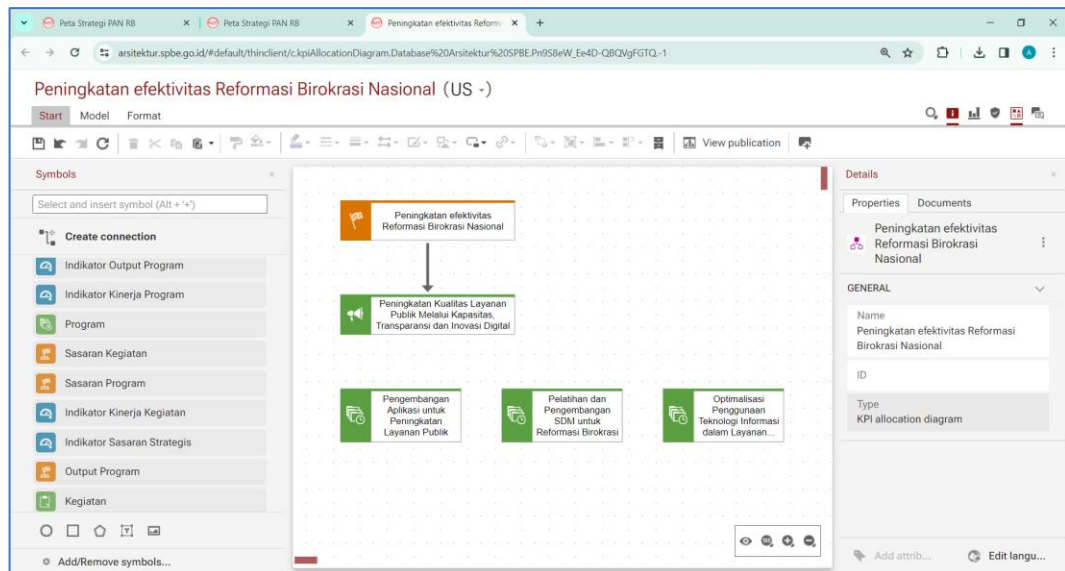 Peta Strategi PAN RB
Peta Strategi PAN RB
Peningkatan efektivitas Reform
arsitektur.spbe.go.id/#default/thinclient/c.kpiAllocationDiagram.Database%20Arsitektur%20SPBE.Pn9S8eW_Ee4D-QBQVgFGTQ.-1
Peningkatan efektivitas Reformasi Birokrasi Nasional (US -)
Start Model Format
View publication
Symbols
Select and insert symbol (Alt + '+')
Create connection
Indikator Output Program
Indikator Kinerja Program
Program
Sasaran Kegiatan
Sasaran Program
Indikator Kinerja Kegiatan
Indikator Sasaran Strategis
Output Program
Kegiatan
Add/Remove symbols...
Peningkatan efektivitas
Reformasi Birokrasi Nasional
Peningkatan Kualitas Layanan
Publik Melalui Kapasitas,
Transparansi dan Inovasi Digital
Pengembangan
Aplikasi untuk
Peningkatan
Layanan Publik
Pelatihan dan
Pengembangan
SDM untuk
Reformasi Birokrasi
Optimalisasi
Penggunaan
Teknologi Informasi
dalam Layanan...
Details
Properties Documents
Peningkatan efektivitas
Reformasi Birokrasi
Nasional
GENERAL
Name
Peningkatan efektivitas Reformasi
Birokrasi Nasional
ID
Type
KPI allocation diagram
Add attrib...
Edit langu...